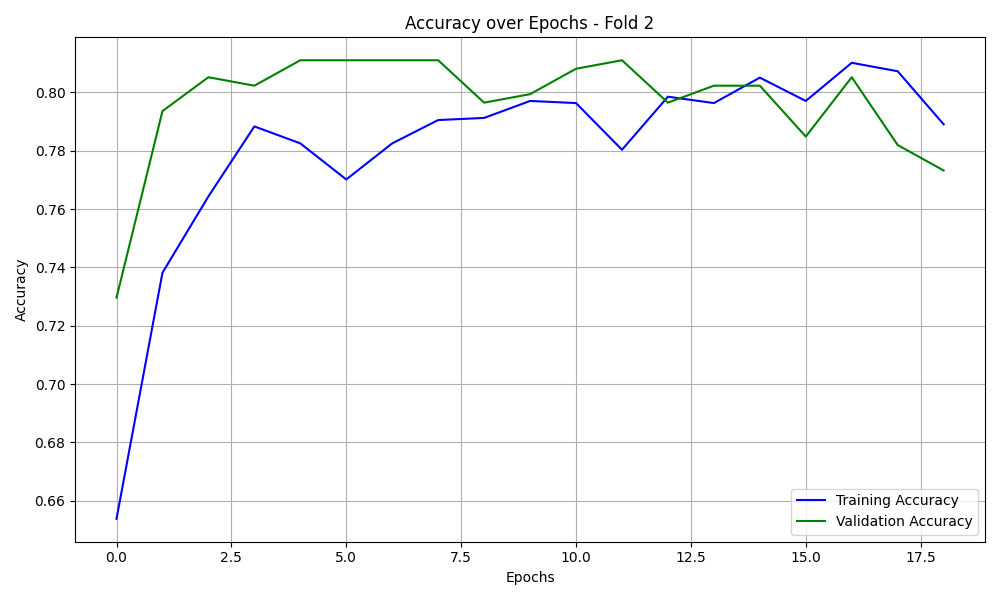 Accuracy over Epochs - Fold 2
Accuracy
0.80
0.78
0.76
0.74
0.72
0.70
0.68
0.66
0.0 2.5 5.0 7.5 10.0 12.5 15.0 17.5
Epochs
Training Accuracy
Validation Accuracy